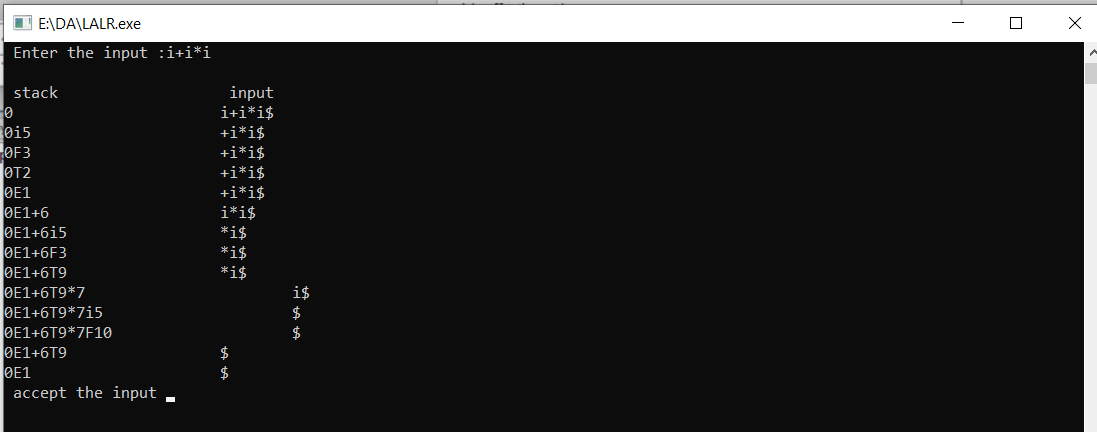 E:\DA\LALR.exe
Enter the input :i+i*i
stack input
0 i+i*i$
0i5 +i*i$
0F3 +i*i$
0T2 +i*i$
0E1 +i*i$
0E1+6 i*i$
0E1+6i5 *i$
0E1+6F3 *i$
0E1+6T9 *i$
0E1+6T9*7 i$
0E1+6T9*7i5 $
0E1+6T9*7F10 $
0E1+6T9 $
0E1 $
accept the input